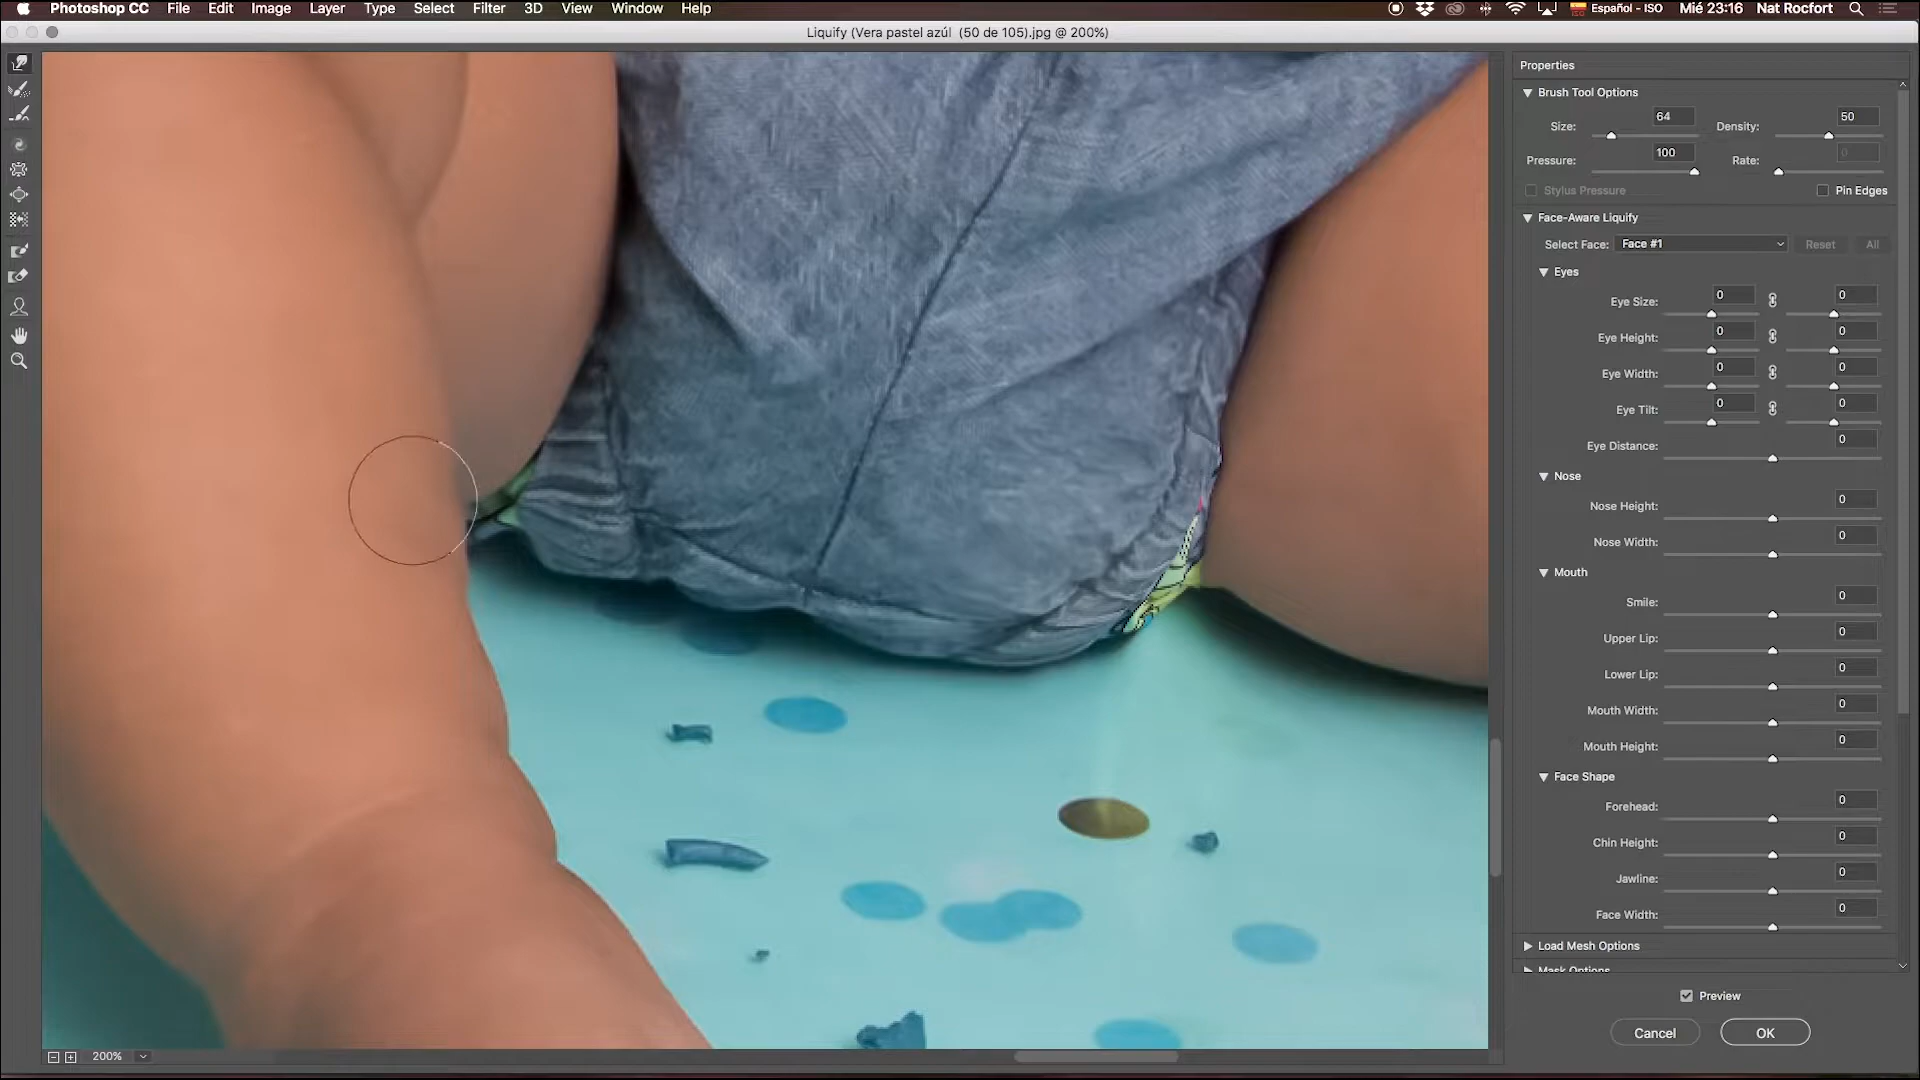 Photoshop CC File Edit Image Layer Type Select Filter 3D View Window Help Español - ISO Mié 23:16 Nat Rocfort
Liquify (Vera pastel azúl (50 de 105).jpg @ 200%)
Properties
Brush Tool Options
Size: 64 Density: 50
Pressure: 100 Rate: 0
Stylus Pressure Pin Edges
Face-Aware Liquify
Select Face: Face #1 Reset All
Eyes
Eye Size: 0 0
Eye Height: 0 0
Eye Width: 0 0
Eye Tilt: 0 0
Eye Distance: 0
Nose
Nose Height: 0
Nose Width: 0
Mouth
Smile: 0
Upper Lip: 0
Lower Lip: 0
Mouth Width: 0
Mouth Height: 0
Face Shape
Forehead: 0
Chin Height: 0
Jawline: 0
Face Width: 0
Load Mesh Options
Mask Options
Preview
Cancel OK
200%